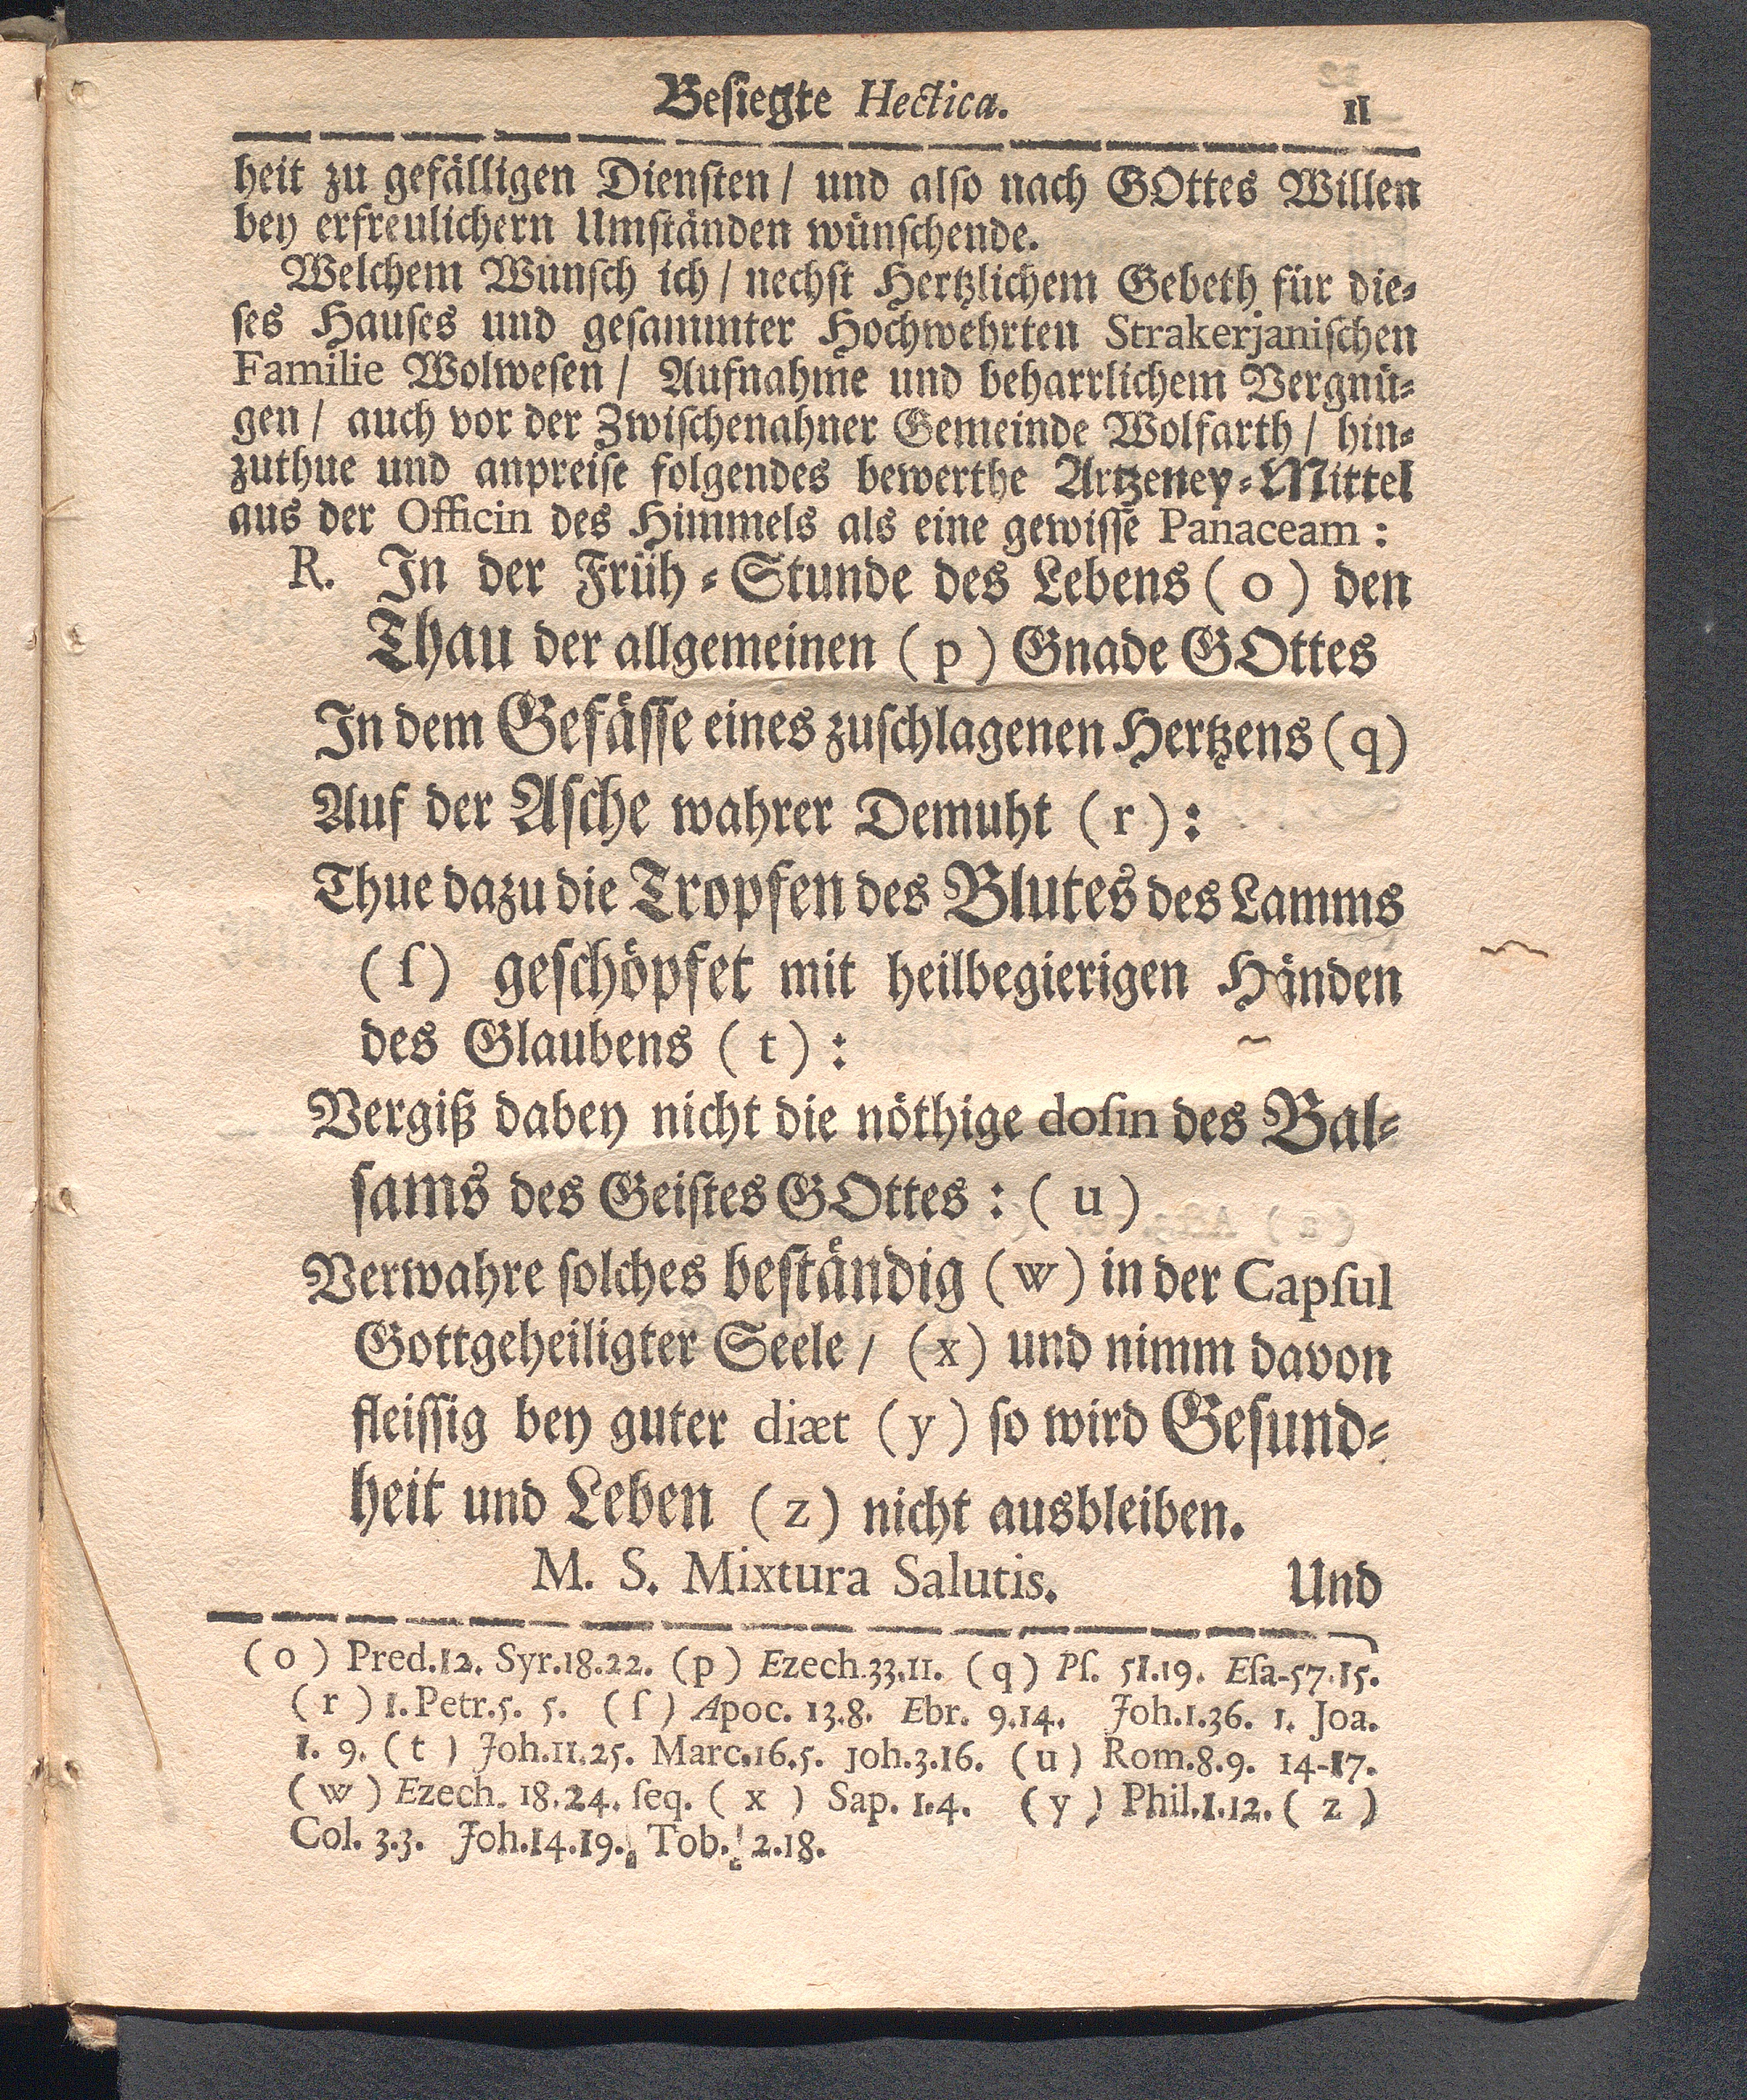 Beſiegte Hectica. 11
heit zu gefälligen Dienſten / und alſo nach GOttes Willen
bey erfreulichern Umſtänden wünſchende.
Welchem Wunſch ich / nechſt Hertzlichem Gebeth für die⸗
ſes Hauſes und geſammter Hochwehrten Strakerjaniſchen
Familie Wolweſen / Aufnahme und beharrlichem Vergnü⸗
gen / auch vor der Zwiſchenahner Gemeinde Wolfarth / hin⸗
zuthue und anpreiſe folgendes bewerthe Artzeney⸗Mittel
aus der Officin des Himmels als eine gewiſſe Panaceam :
R. In der Früh⸗Stunde des Lebens ( o ) den
Thau der allgemeinen ( p ) Gnade GOttes
In dem Gefäſſe eines zuſchlagenen Hertzens ( q )
Auf der Aſche wahrer Demuht ( r ) :
Thue dazu die Tropfen des Blutes des Lamms
( ſ ) geſchöpfet mit heilbegierigen Händen
des Glaubens ( t ) :
Vergiß dabey nicht die nöthige doſin des Bal⸗
ſams des Geiſtes GOttes : ( u )
Verwahre ſolches beſtändig ( w ) in der Capſul
Gottgeheiligter Seele / ( x ) und nimm davon
fleiſſig bey guter diæt ( y ) ſo wird Geſund⸗
heit und Leben ( z ) nicht ausbleiben.
M. S. Mixtura Salutis. Und
( o ) Pred.12. Syr.18.22. ( p ) Ezech.33.11. ( q ) Pſ. 51.19. Eſa-57.15.
( r ) 1.Petr.5. 5. ( ſ ) Apoc. 13.8. Ebr. 9.14. Joh.1.36. 1. Joa.
1. 9. ( t ) Joh.11.25. Marc.16.5. Joh.3.16. ( u ) Rom.8.9. 14-17.
( w ) Ezech. 18.24. ſeq. ( x ) Sap. 1.4. ( y ) Phil.1.12. ( z )
Col. 3.3. Joh.14.19. Tob. 2.18.